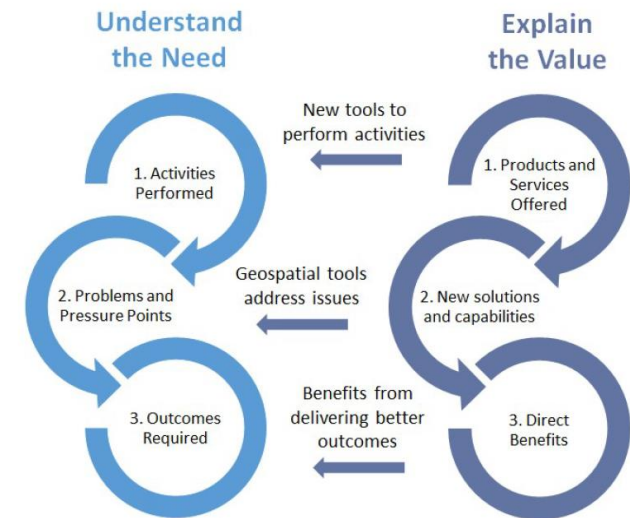 Understand
the Need
Explain
the Value
New tools to
perform activities
1. Activities
Performed
1. Products and
Services
Offered
Geospatial tools
address issues
2. Problems and
Pressure Points
2. New solutions
and capabilities
Benefits from
delivering better
outcomes
3. Outcomes
Required
3. Direct
Benefits